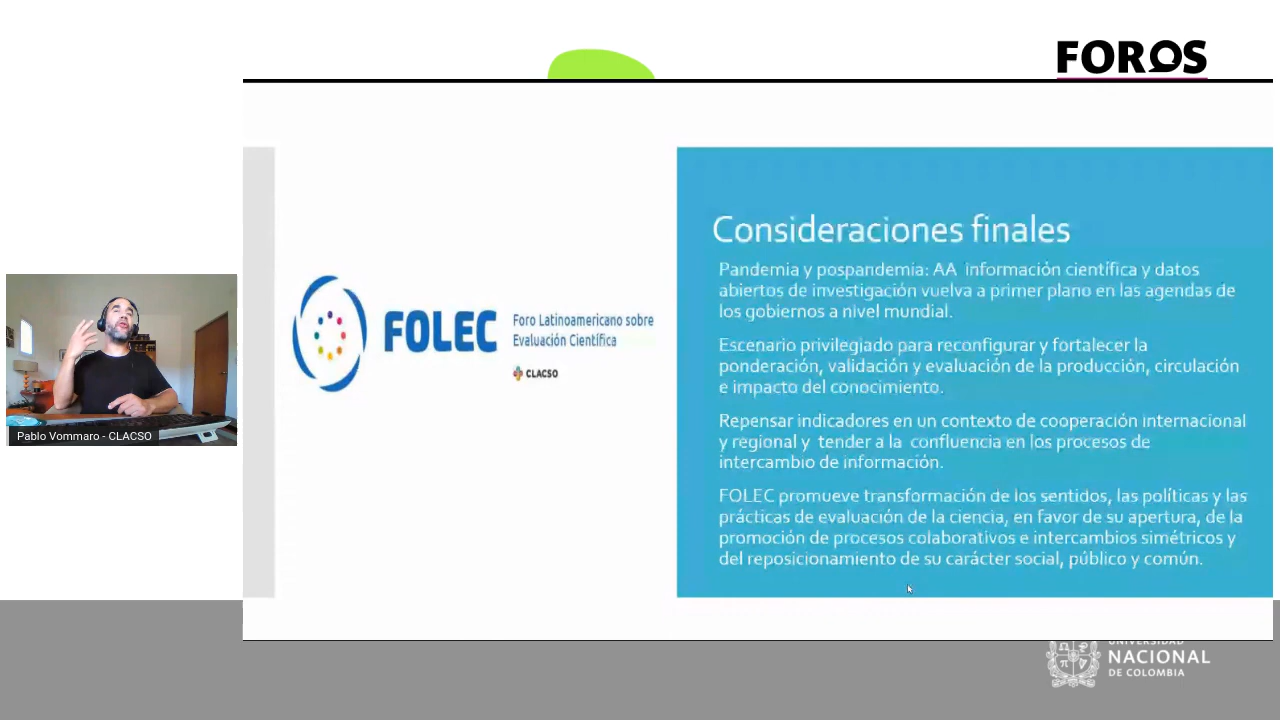 FOROS
Consideraciones finales
Pandemia y pospandemia: AA información científica y datos
abiertos de investigación vuelva a primer plano en las agendas de
los gobiernos a nivel mundial.
Escenario privilegiado para reconfigurar y fortalecer la
ponderación, validación y evaluación de la producción, circulación
e impacto del conocimiento.
Repensar indicadores en un contexto de cooperación internacional
y regional y tender a la confluencia en los procesos de
intercambio de información.
FOLEC promueve transformación de los sentidos, las políticas y las
prácticas de evaluación de la ciencia, en favor de su apertura, de la
promoción de procesos colaborativos e intercambios simétricos y
del reposicionamiento de su carácter social, público y común.
FOLEC
Foro Latinoamericano sobre
Evaluación Científica
CLACSO
Pablo Vommaro - CLACSO
UNIVERSIDAD
NACIONAL
DE COLOMBIA